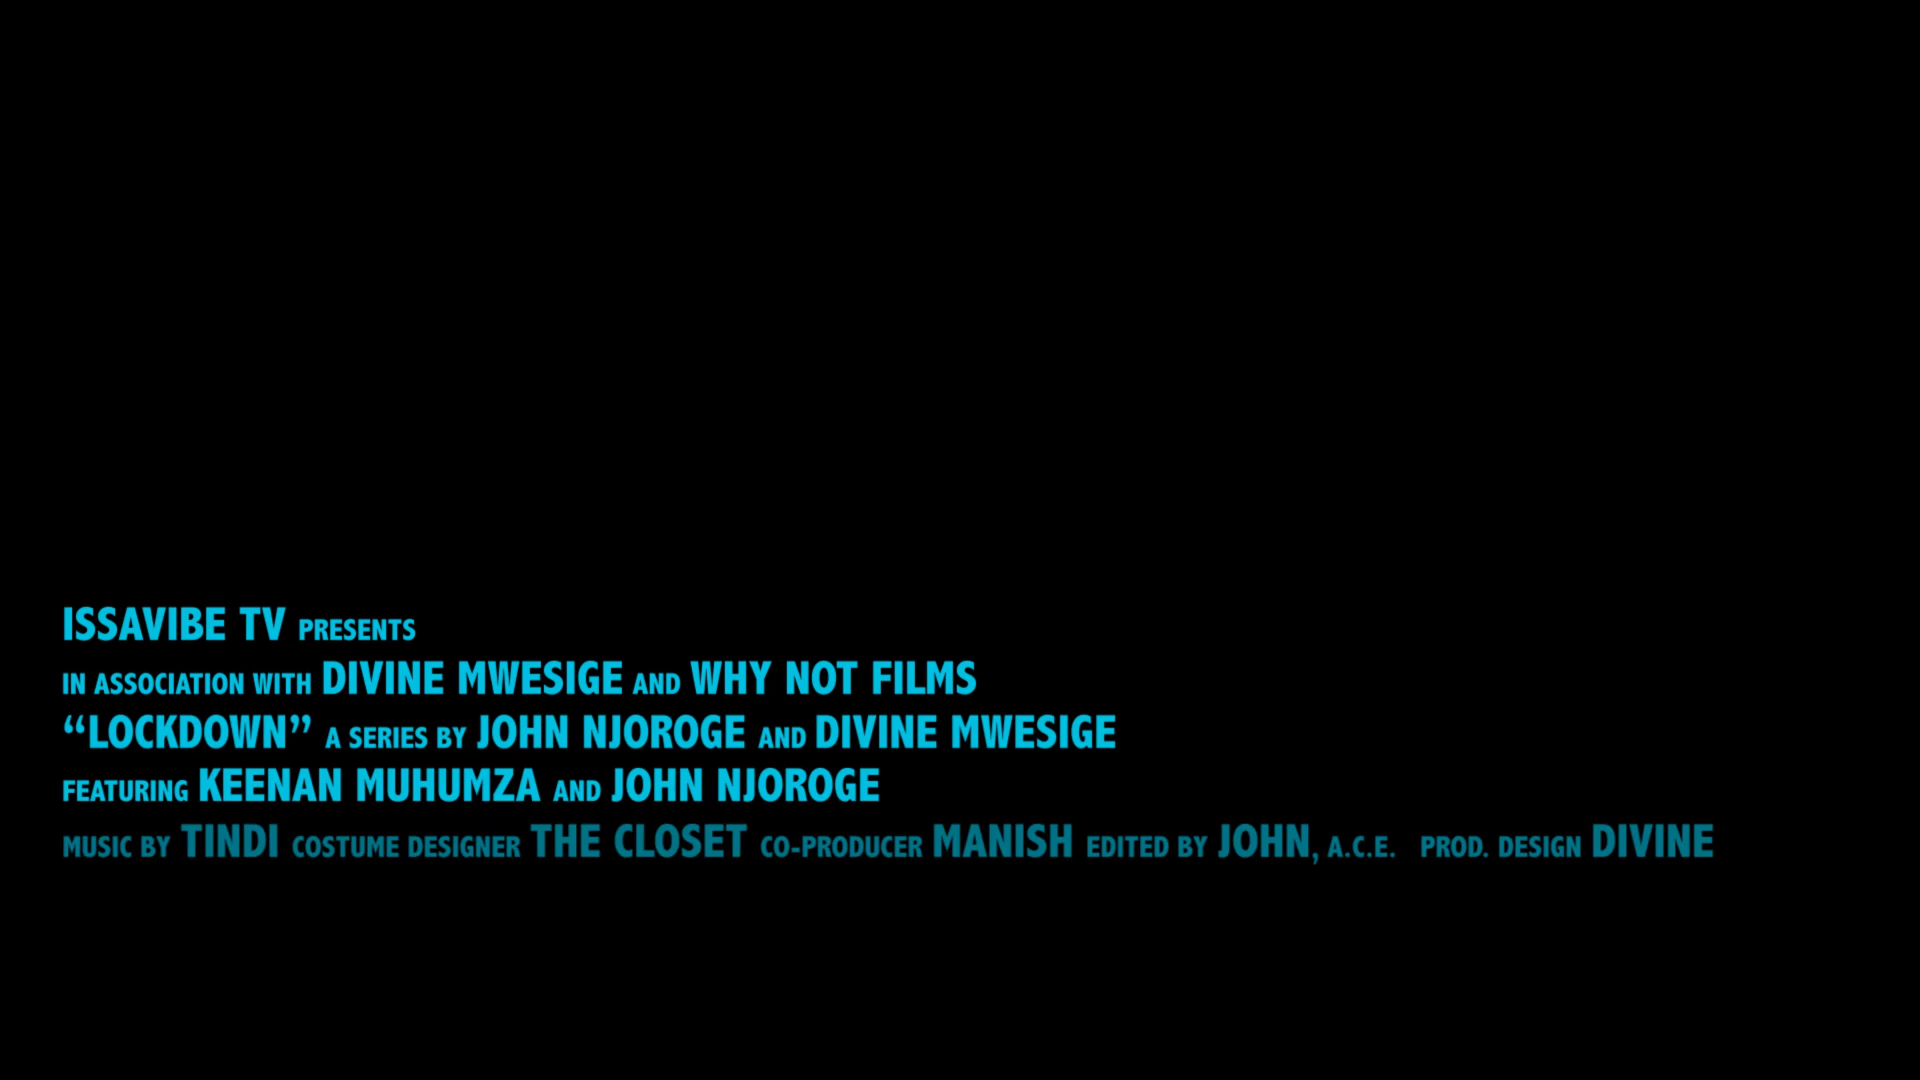 ISSAVIBE TV PRESENTS
IN ASSOCIATION WITH DIVINE MWESIGE AND WHY NOT FILMS
“LOCKDOWN” A SERIES BY JOHN NJOROGE AND DIVINE MWESIGE
FEATURING KEENAN MUHUMZA AND JOHN NJOROGE
MUSIC BY TINDI COSTUME DESIGNER THE CLOSET CO-PRODUCER MANISH EDITED BY JOHN, A.C.E. PROD. DESIGN DIVINE